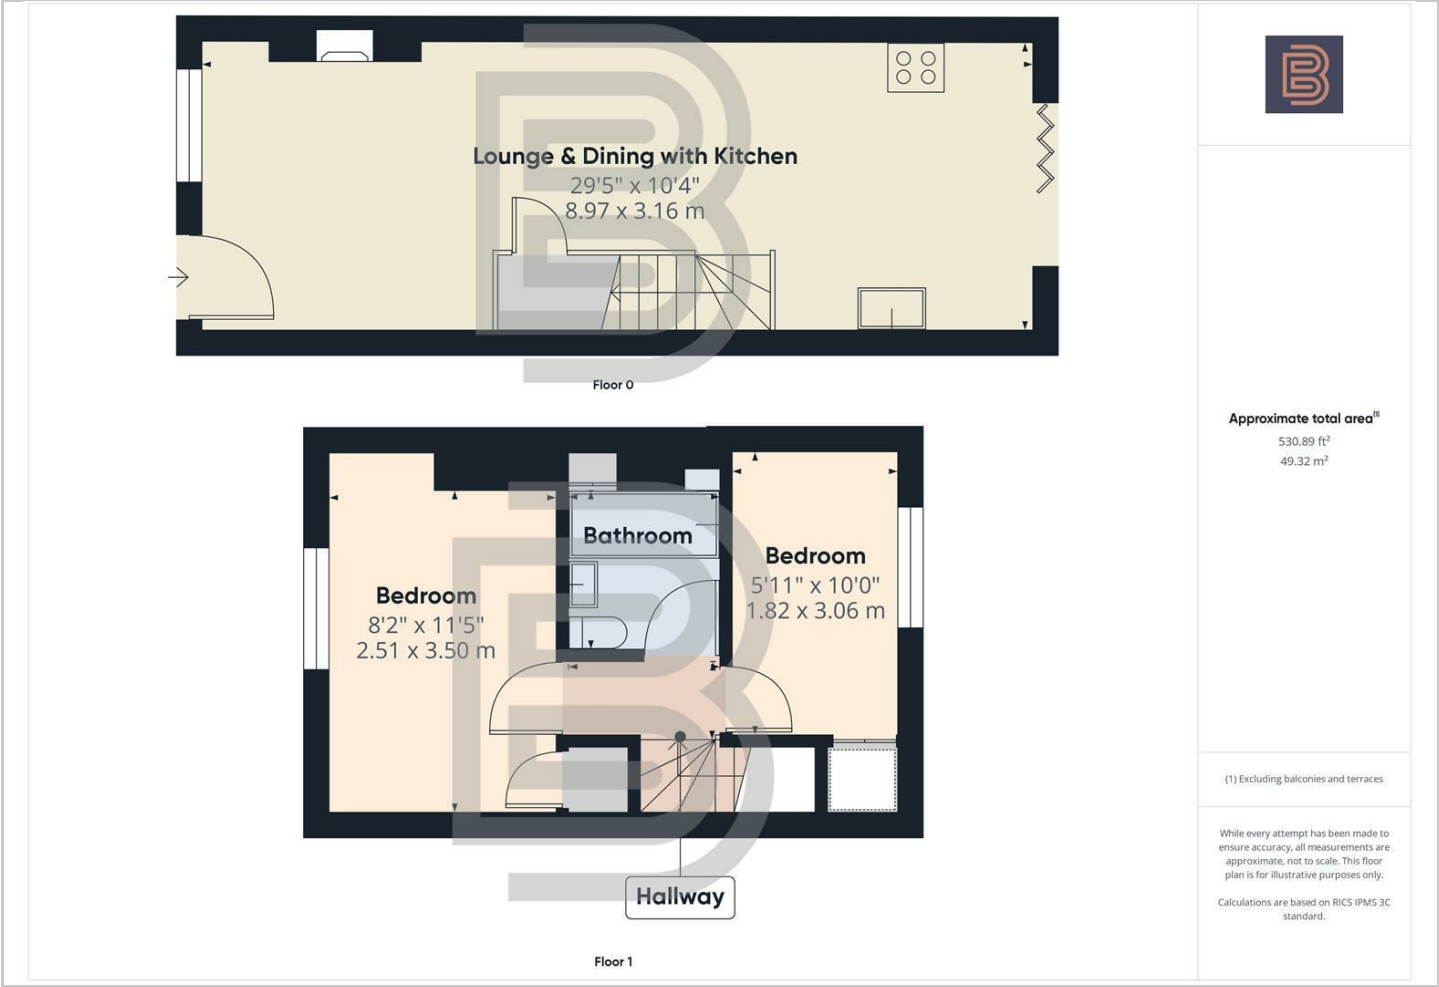 Lounge & Dining with Kitchen
29'5" x 10'4"
8.97 x 3.16 m
Floor 0
Bathroom
Bedroom
5'11" x 10'0"
1.82 x 3.06 m
Bedroom
8'2" x 11'5"
2.51 x 3.50 m
Hallway
Floor 1
Approximate total area(1)
530.89 ft²
49.32 m²
(1) Excluding balconies and terraces
While every attempt has been made to
ensure accuracy, all measurements are
approximate, not to scale. This floor
plan is for illustrative purposes only.
Calculations are based on RICS IPMS 3C
standard.